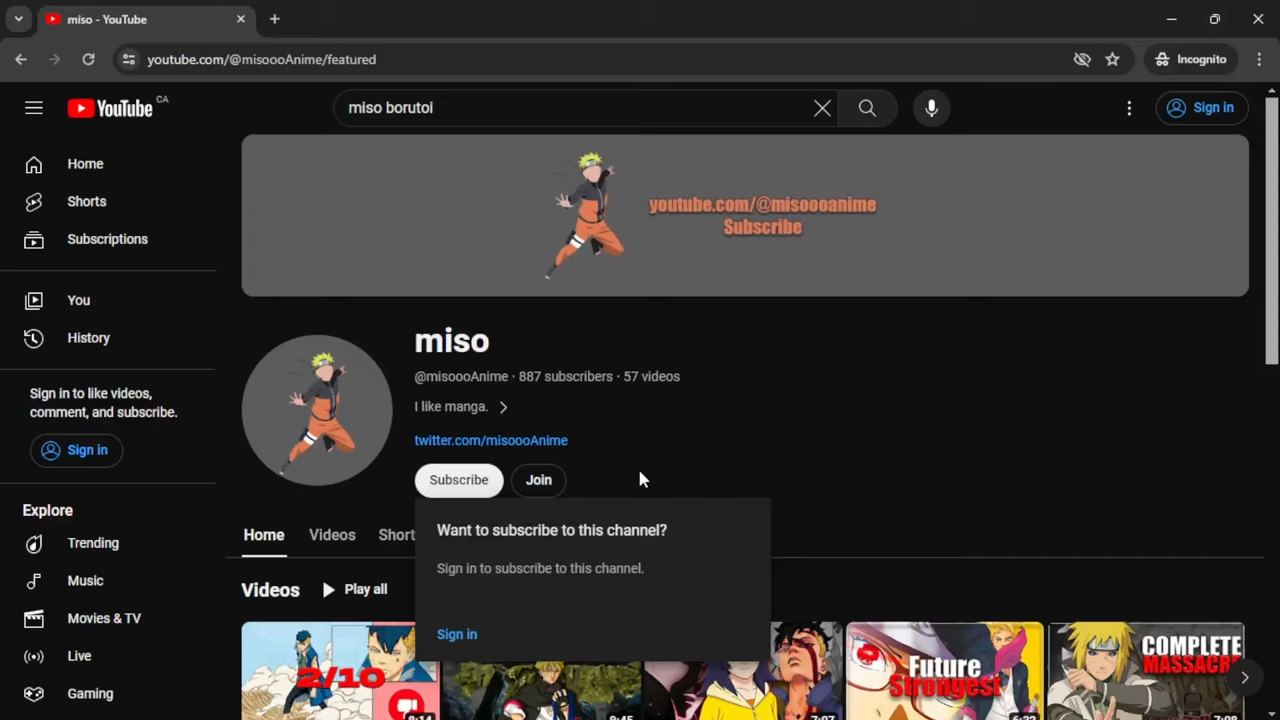 miso - YouTube
youtube.com/@misoooAnime/featured
Incognito
YouTube CA
miso borutoi
Sign in
Home
Shorts
Subscriptions
You
History
Sign in to like videos,
comment, and subscribe.
Sign in
Explore
Trending
Music
Movies & TV
Live
Gaming
youtube.com/@misoooanime
Subscribe
miso
@misoooAnime · 887 subscribers · 57 videos
I like manga.
twitter.com/misoooAnime
Subscribe Join
Want to subscribe to this channel?
Sign in to subscribe to this channel.
Sign in
Home Videos Short
Videos Play all
2/10
Future
Strongest
COMPLETE
MASSACR